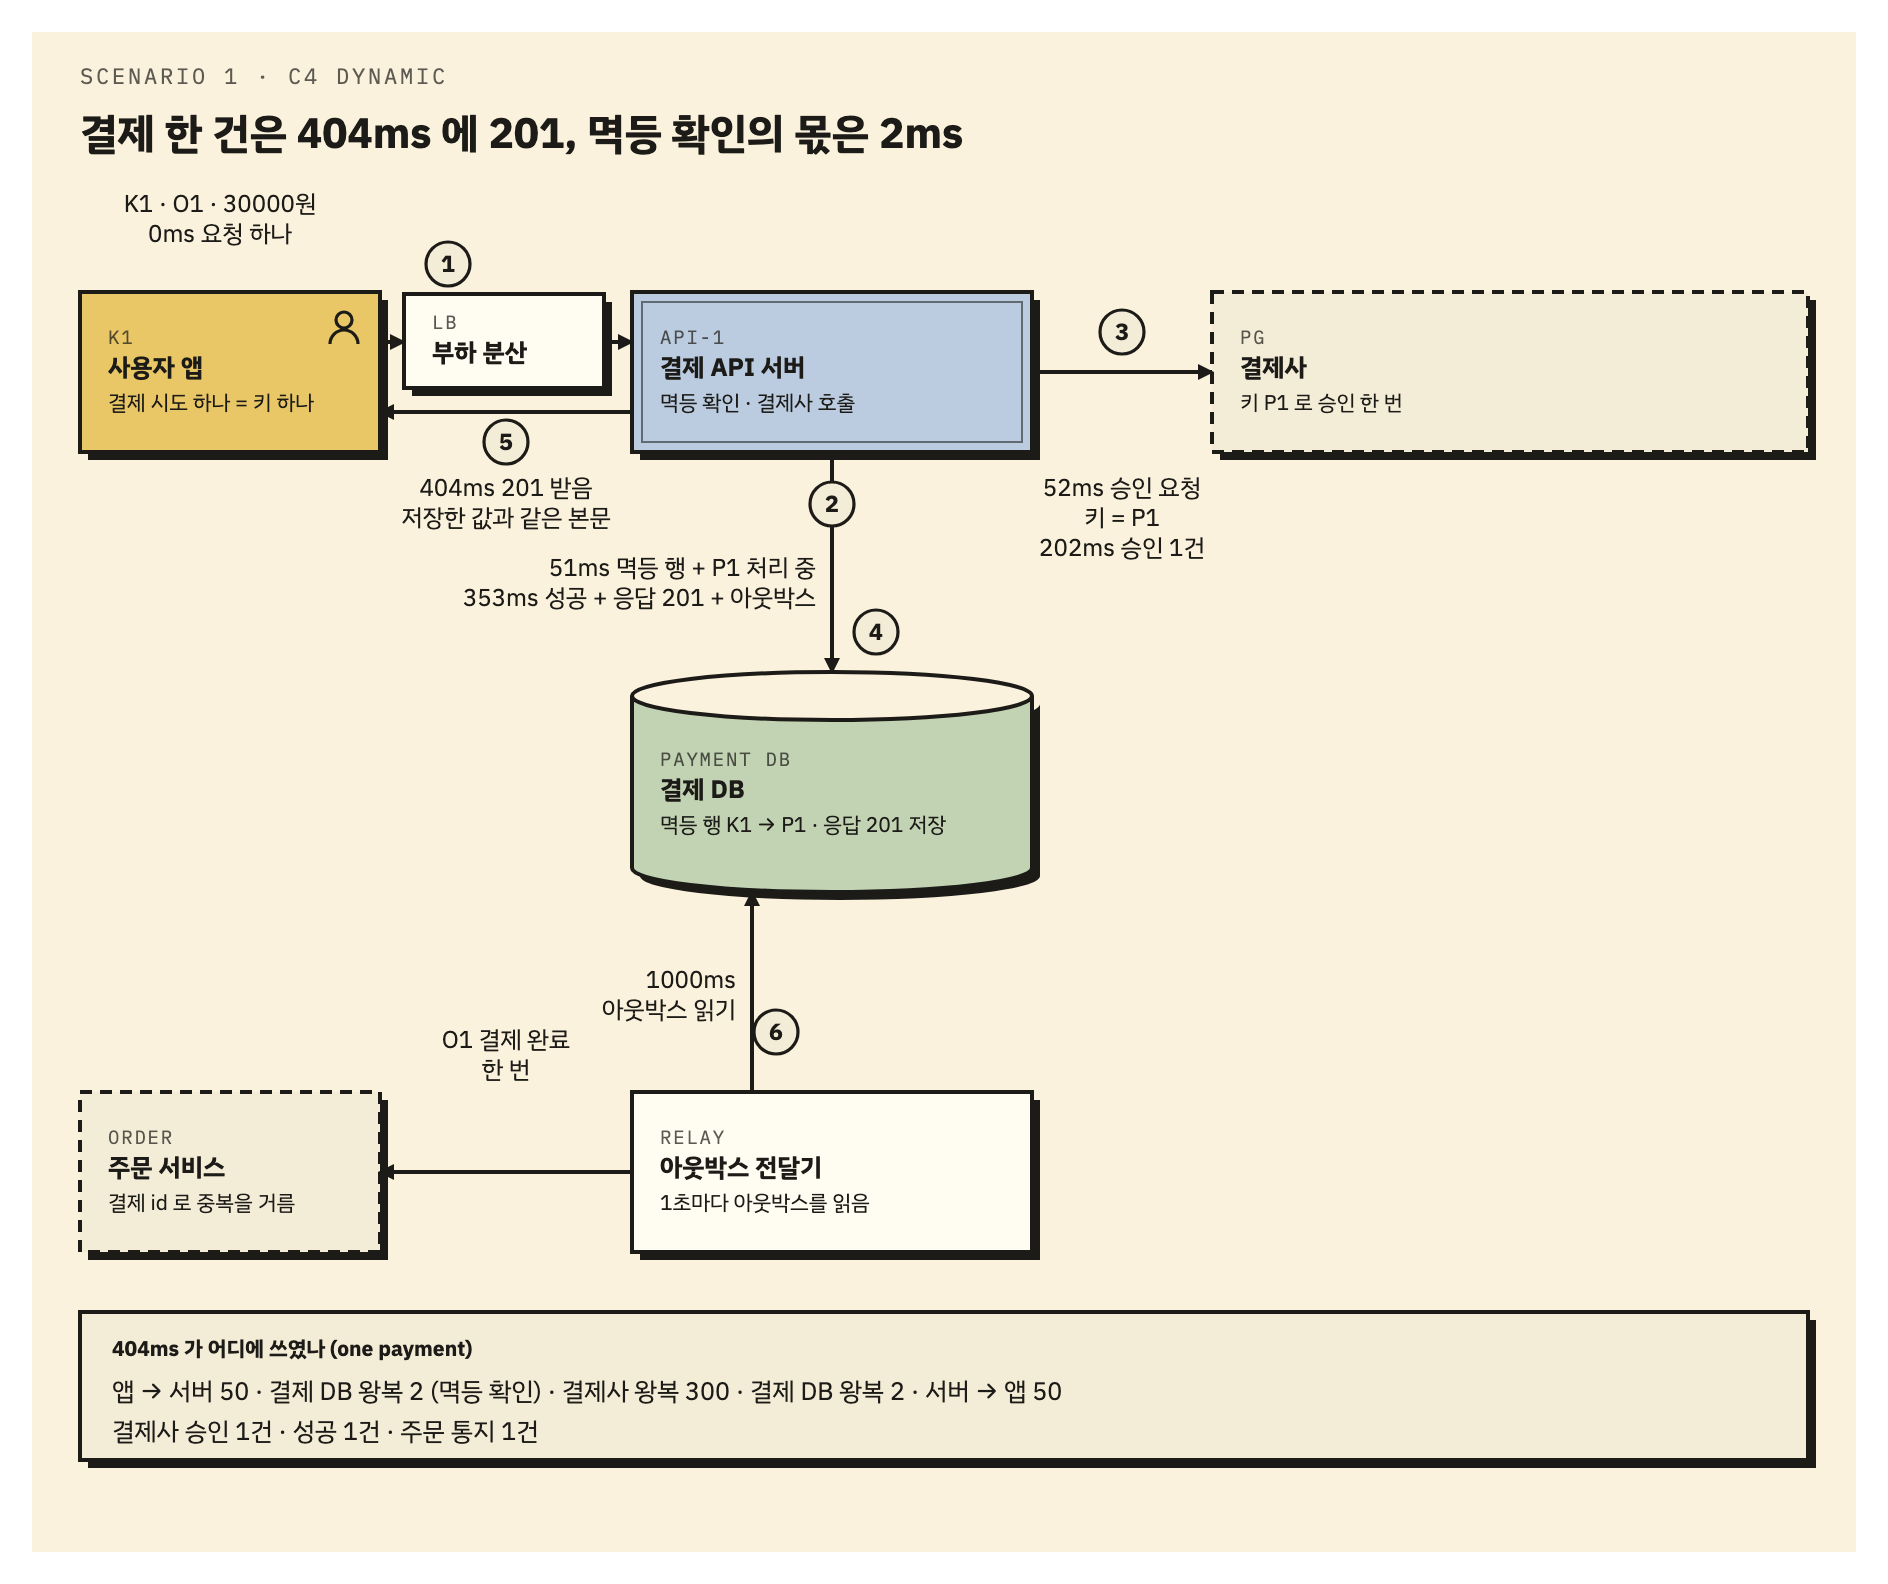 SCENARIO 1 · C4 DYNAMIC
결제 한 건은 404ms 에 201, 멱등 확인의 몫은 2ms
K1 · O1 · 30000원
0ms 요청 하나
1
K1
사용자 앱
결제 시도 하나 = 키 하나
LB
부하 분산
API-1
결제 API 서버
멱등 확인 · 결제사 호출
3
PG
결제사
키 P1 로 승인 한 번
5
404ms 201 받음
저장한 값과 같은 본문
2
52ms 승인 요청
키 = P1
202ms 승인 1건
51ms 멱등 행 + P1 처리 중
353ms 성공 + 응답 201 + 아웃박스
4
PAYMENT DB
결제 DB
멱등 행 K1 → P1 · 응답 201 저장
1000ms
아웃박스 읽기
6
O1 결제 완료
한 번
ORDER
주문 서비스
결제 id 로 중복을 거름
RELAY
아웃박스 전달기
1초마다 아웃박스를 읽음
404ms 가 어디에 쓰였나 (one payment)
앱 → 서버 50 · 결제 DB 왕복 2 (멱등 확인) · 결제사 왕복 300 · 결제 DB 왕복 2 · 서버 → 앱 50
결제사 승인 1건 · 성공 1건 · 주문 통지 1건